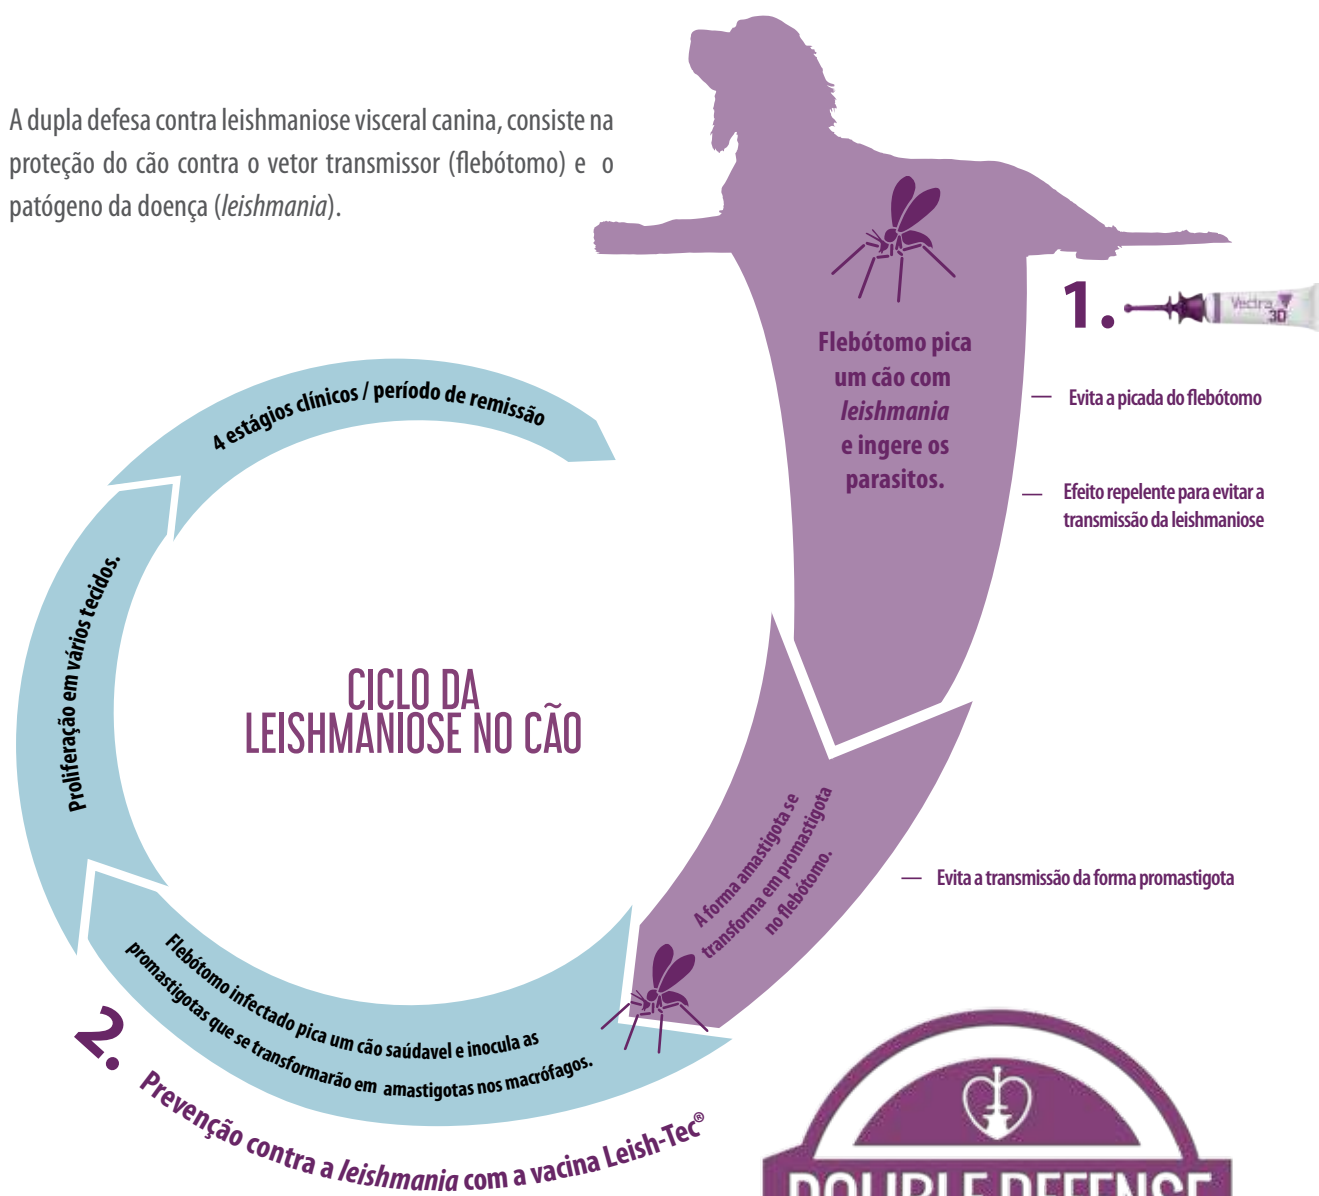 A dupla defesa contra leishmaniose visceral canina, consiste na
proteção do cão contra o vetor transmissor (flebótomo) e o
patógeno da doença (leishmania).
1.
Vectra
3D
Flebótomo pica
um cão com
leishmania
e ingere os
parasitos.
— Evita a picada do flebótomo
— Efeito repelente para evitar a
transmissão da leishmaniose
4 estágios clínicos / período de remissão
Proliferação em vários tecidos.
CICLO DA
LEISHMANIOSE NO CÃO
A forma amastigota se
transforma em promastigota
no flebótomo.
— Evita a transmissão da forma promastigota
Flebótomo infectado pica um cão saúdavel e inocula as
promastigotas que se transformarão em amastigotas nos macrófagos.
2.
Prevenção contra a leishmania com a vacina Leish-Tec®
DOUBLE DEFENSE